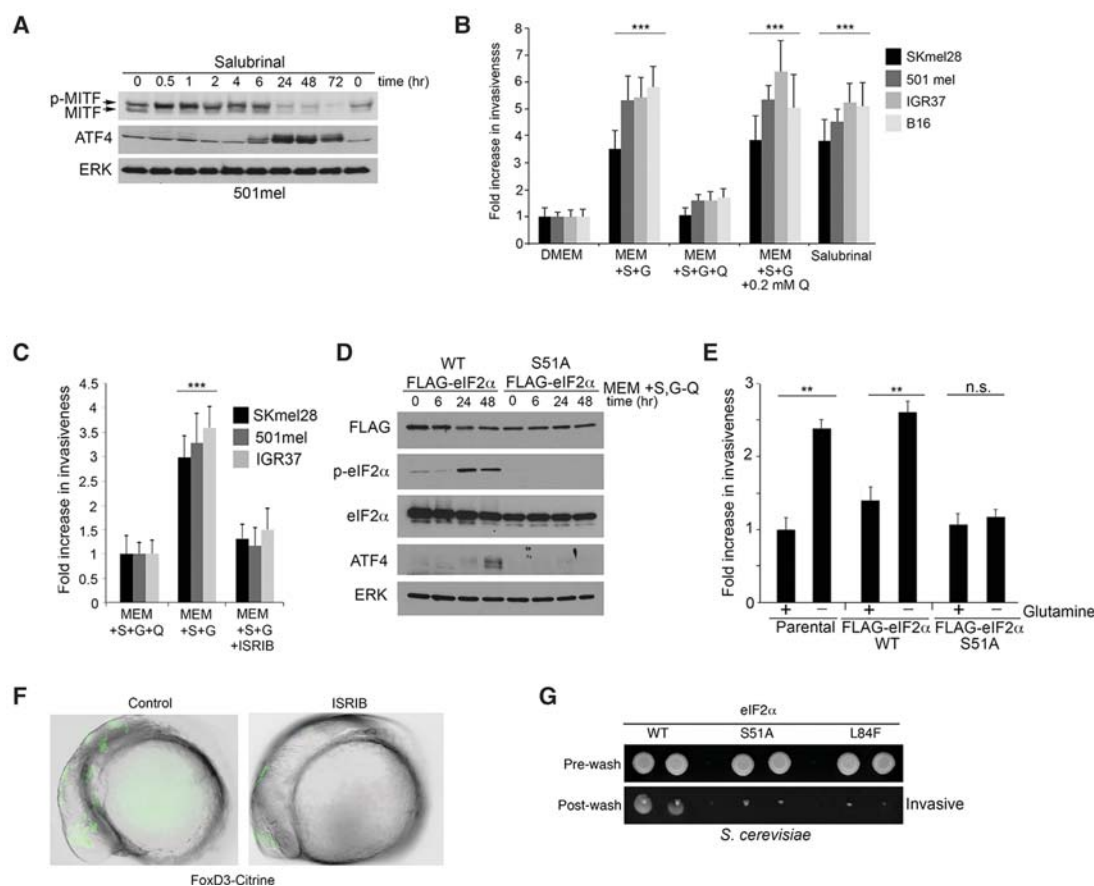 A
Salubrinal
0 0.5 1 2 4 6 24 48 72 0 time (hr)
p-MITF
MITF
ATF4
ERK
501mel
B
Fold increase in invasivensss
8
7
6
5
4
3
2
1
0
***
***
***
SKmel28
501 mel
IGR37
B16
DMEM
MEM
+S+G
MEM
+S+G+Q
MEM
+S+G
+0.2 mM Q
Salubrinal
C
Fold increase in invasiveness
4.5
4
3.5
3
2.5
2
1.5
1
0.5
0
***
SKmel28
501mel
IGR37
MEM
+S+G+Q
MEM
+S+G
MEM
+S+G
+ISRIB
D
WT
FLAG-eIF2α
S51A
FLAG-eIF2α
MEM +S,G-Q
0 6 24 48 0 6 24 48 time (hr)
FLAG
p-eIF2α
eIF2α
ATF4
ERK
E
Fold increase in invasiveness
3
2
1
0
**
**
n.s.
+ – + – + – Glutamine
Parental
FLAG-eIF2α
WT
FLAG-eIF2α
S51A
F
Control
ISRIB
FoxD3-Citrine
G
eIF2α
WT S51A L84F
Pre-wash
Post-wash
Invasive
S. cerevisiae